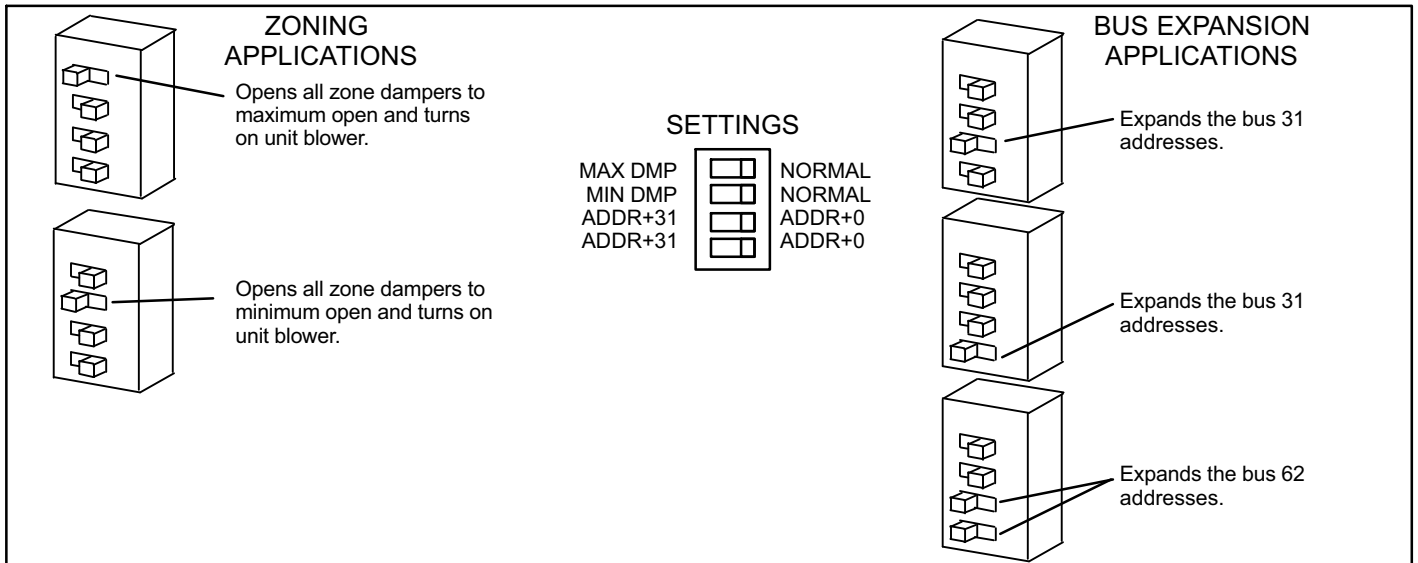 ZONING
APPLICATIONS
Opens all zone dampers to
maximum open and turns
on unit blower.
Opens all zone dampers to
minimum open and turns on
unit blower.
SETTINGS
MAX DMP NORMAL
MIN DMP NORMAL
ADDR+31 ADDR+0
ADDR+31 ADDR+0
BUS EXPANSION
APPLICATIONS
Expands the bus 31
addresses.
Expands the bus 31
addresses.
Expands the bus 62
addresses.